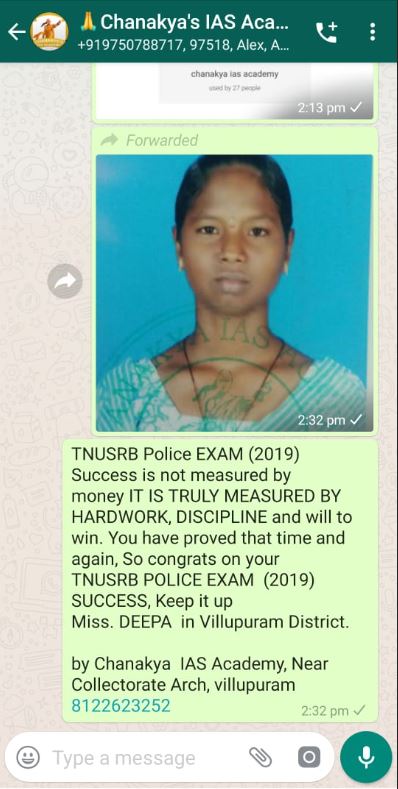 🙏 Chanakya's IAS Aca...
+919750788717, 97518, Alex, A...
chanakya ias academy
used by 27 people
2:13 pm
Forwarded
IAS
2:32 pm
TNUSRB Police EXAM (2019)
Success is not measured by
money IT IS TRULY MEASURED BY
HARDWORK, DISCIPLINE and will to
win. You have proved that time and
again, So congrats on your
TNUSRB POLICE EXAM  (2019)
SUCCESS, Keep it up
Miss. DEEPA  in Villupuram District.
by Chanakya  IAS Academy, Near
Collectorate Arch, villupuram
8122623252
2:32 pm
Type a message